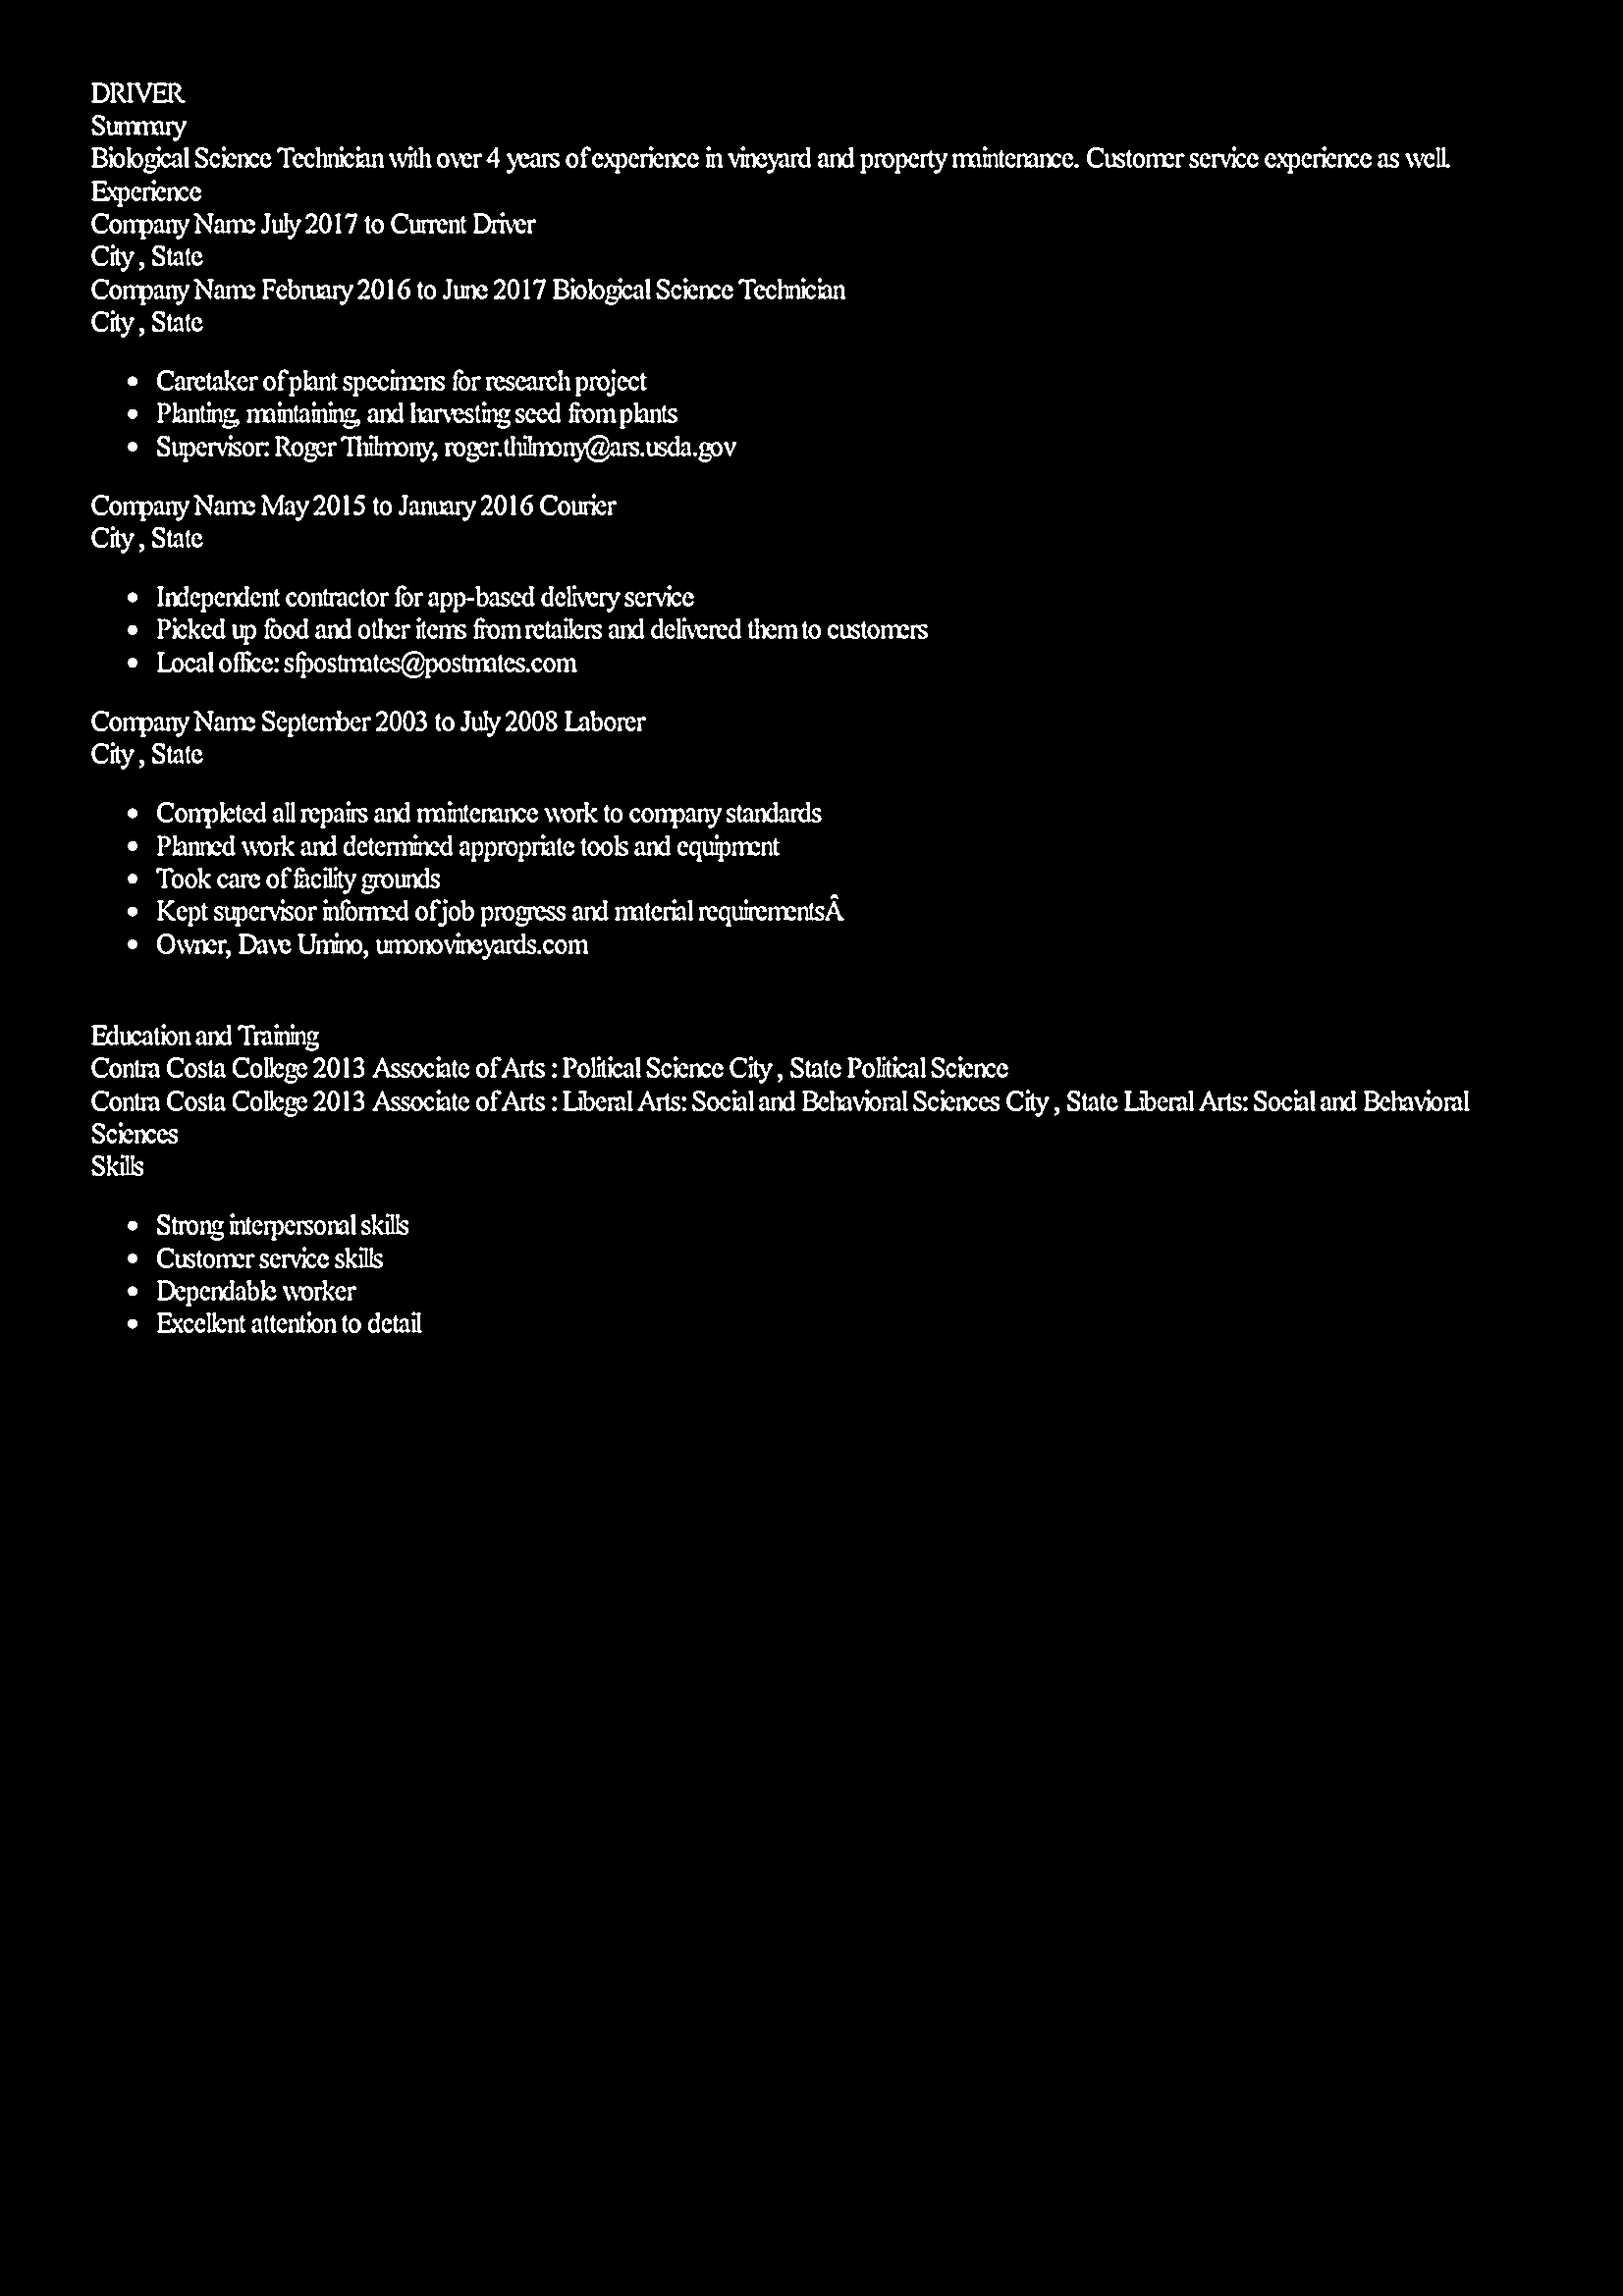 DRIVER
Summary
Biological Science Technician with over 4 years of experience in vineyard and property maintenance. Customer service experience as well.
Experience
Company Name July 2017 to Current Driver
City , State
Company Name February 2016 to June 2017 Biological Science Technician
City , State
• Caretaker of plant specimens for research project
• Planting, maintaining, and harvesting seed from plants
• Supervisor: Roger Thilmony, roger.thilmony@ars.usda.gov
Company Name May 2015 to January 2016 Courier
City , State
• Independent contractor for app-based delivery service
• Picked up food and other items from retailers and delivered them to customers
• Local office: sfpostmates@postmates.com
Company Name September 2003 to July 2008 Laborer
City , State
• Completed all repairs and maintenance work to company standards
• Planned work and determined appropriate tools and equipment
• Took care of facility grounds
• Kept supervisor informed of job progress and material requirementsÂ
• Owner, Dave Umino, umonovineyards.com
Education and Training
Contra Costa College 2013 Associate of Arts : Political Science City , State Political Science
Contra Costa College 2013 Associate of Arts : Liberal Arts: Social and Behavioral Sciences City , State Liberal Arts: Social and Behavioral
Sciences
Skills
• Strong interpersonal skills
• Customer service skills
• Dependable worker
• Excellent attention to detail